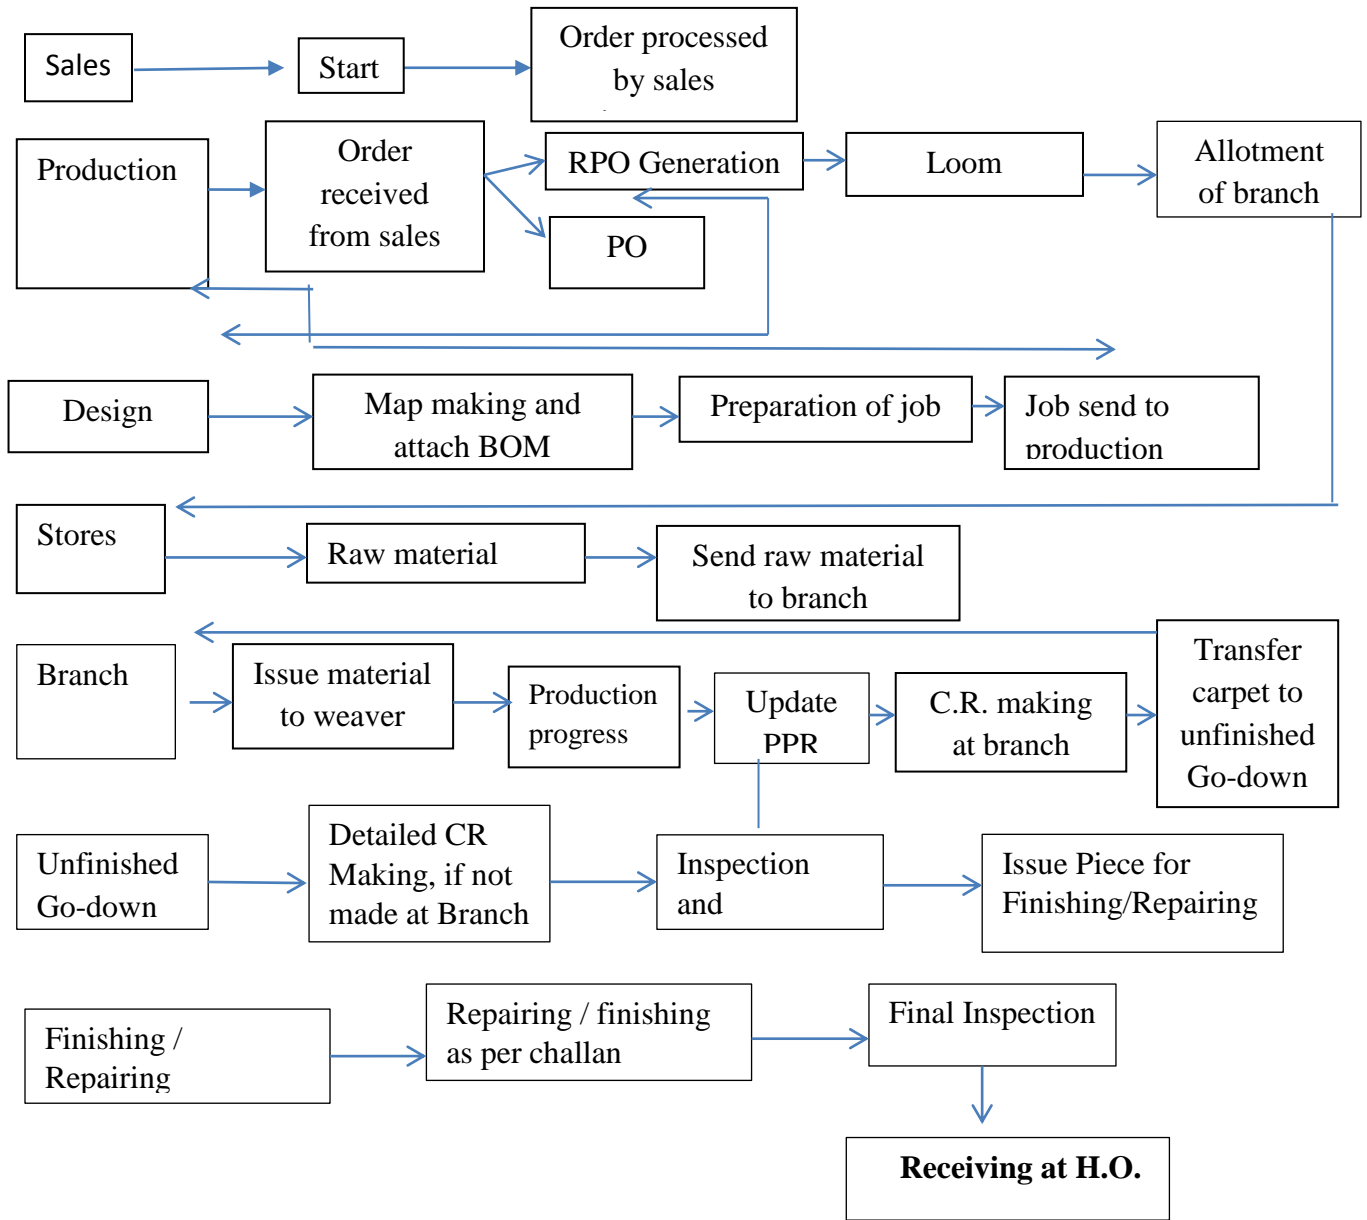 Sales
Start
Order processed
by sales
Production
Order
received
from sales
RPO Generation
PO
Loom
Allotment
of branch
Design
Map making and
attach BOM
Preparation of job
Job send to
production
Stores
Raw material
Send raw material
to branch
Branch
Issue material
to weaver
Production
progress
Update
PPR
C.R. making
at branch
Transfer
carpet to
unfinished
Go-down
Unfinished
Go-down
Detailed CR
Making, if not
made at Branch
Inspection
and
Issue Piece for
Finishing/Repairing
Finishing /
Repairing
Repairing / finishing
as per challan
Final Inspection
Receiving at H.O.